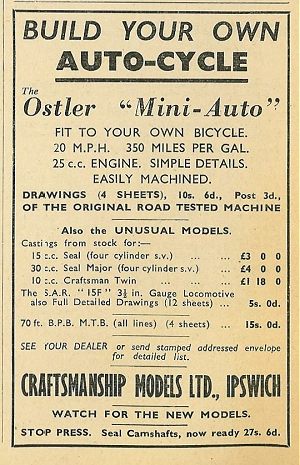 BUILD YOUR OWN
AUTO-CYCLE
The
Ostler "Mini-Auto"
FIT TO YOUR OWN BICYCLE.
20 M.P.H. 350 MILES PER GAL.
25 c.c. ENGINE. SIMPLE DETAILS.
EASILY MACHINED.
DRAWINGS (4 SHEETS), 10s. 6d., Post 3d.,
OF THE ORIGINAL ROAD TESTED MACHINE
Also the UNUSUAL MODELS.
Castings from stock for:—
15 c.c. Seal (four cylinder s.v.) ... ... £3 0 0
30 c.c. Seal Major (four cylinder s.v.) ... £4 0 0
10 c.c. Craftsman Twin ... ... ... £1 18 0
The S.A.R. "15F" 3½ in. Gauge Locomotive
also Full Detailed Drawings (12 sheets) ... 5s. 0d.
70 ft. B.P.B. M.T.B. (all lines) (4 sheets) ... 15s. 0d.
SEE YOUR DEALER or send stamped addressed envelope
for detailed list.
CRAFTSMANSHIP MODELS LTD., IPSWICH
WATCH FOR THE NEW MODELS.
STOP PRESS. Seal Camshafts, now ready 27s. 6d.